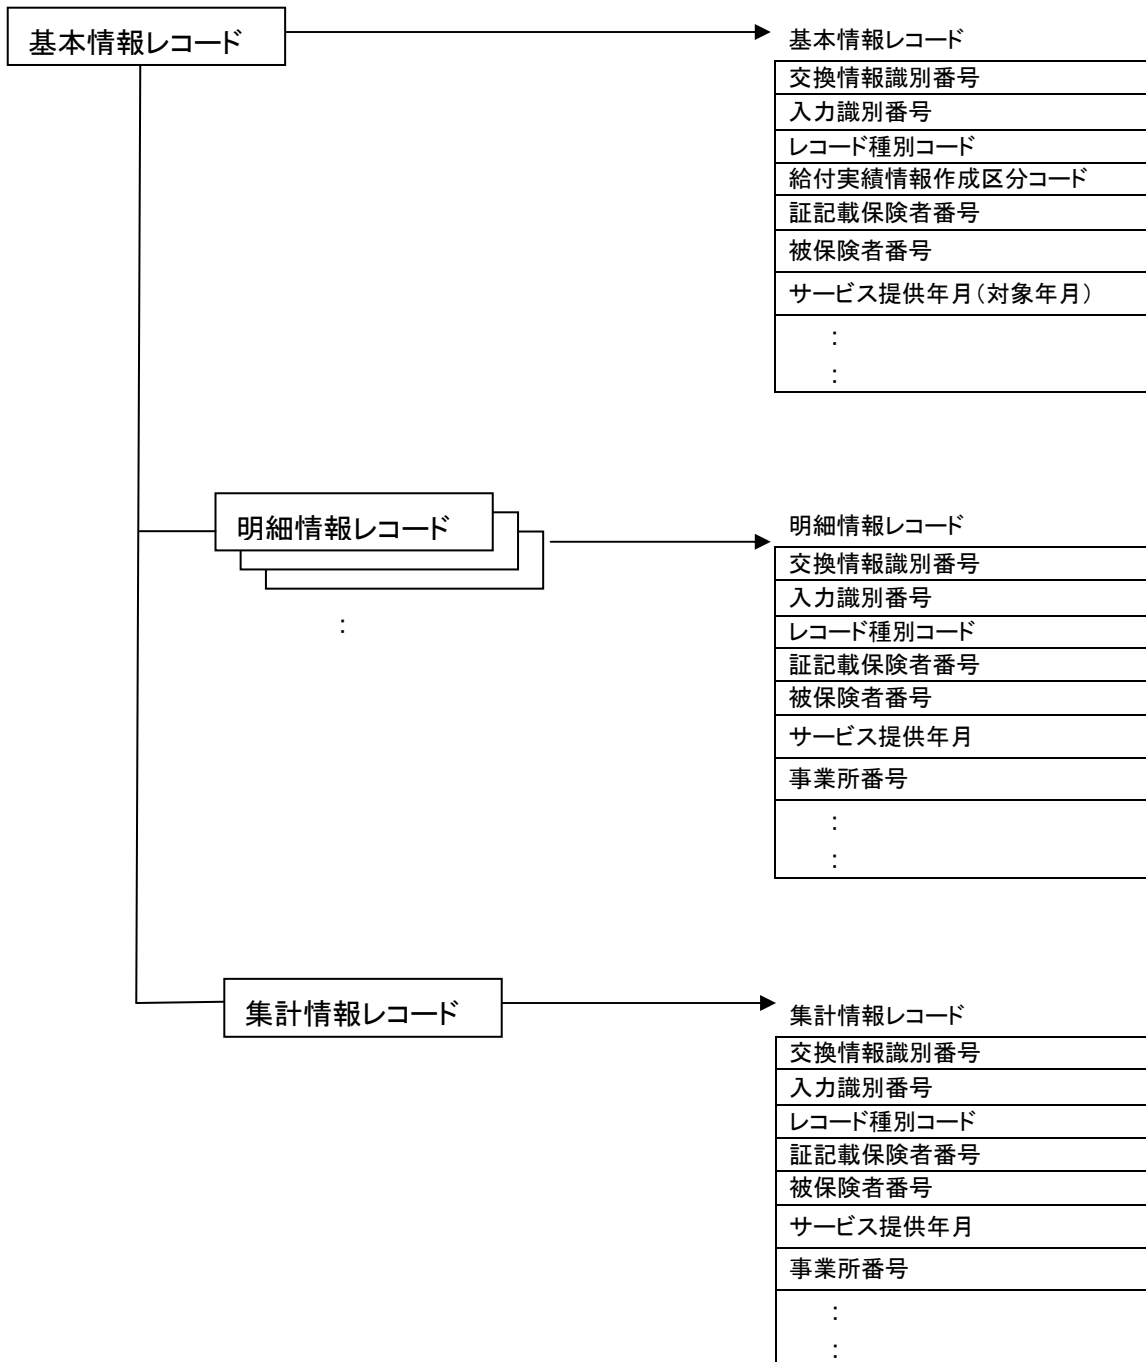 基本情報レコード
基本情報レコード
交換情報識別番号
入力識別番号
レコード種別コード
給付実績情報作成区分コード
証記載保険者番号
被保険者番号
サービス提供年月(対象年月)
:
:
明細情報レコード
:
明細情報レコード
交換情報識別番号
入力識別番号
レコード種別コード
証記載保険者番号
被保険者番号
サービス提供年月
事業所番号
:
:
集計情報レコード
集計情報レコード
交換情報識別番号
入力識別番号
レコード種別コード
証記載保険者番号
被保険者番号
サービス提供年月
事業所番号
:
: